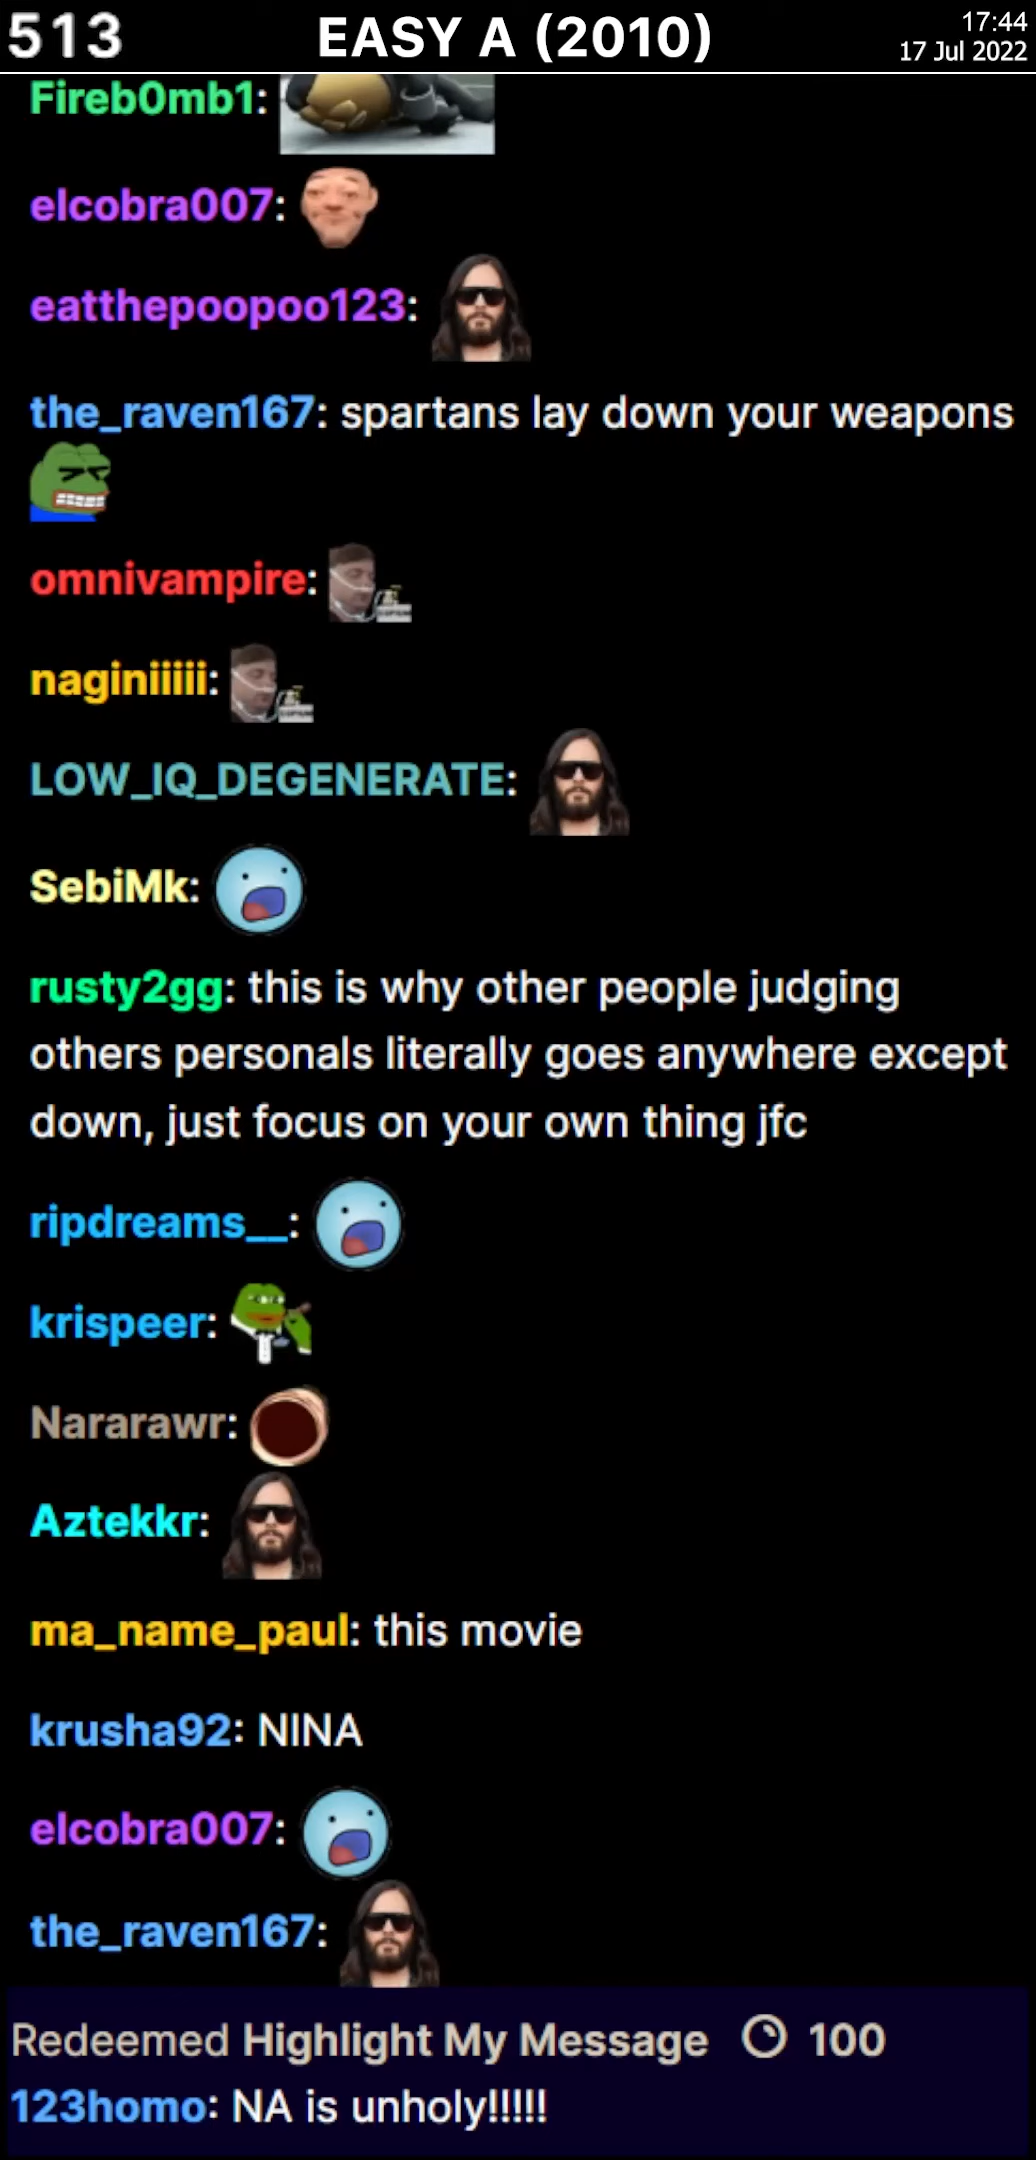 513 EASY A (2010) 17:44
17 Jul 2022
Fireb0mb1:
elcobra007:
eatthepoopoo123:
the_raven167: spartans lay down your weapons
omnivampire:
naginiiiii:
LOW_IQ_DEGENERATE:
SebiMk:
rusty2gg: this is why other people judging
others personals literally goes anywhere except
down, just focus on your own thing jfc
ripdreams__:
krispeer:
Nararawr:
Aztekkr:
ma_name_paul: this movie
krusha92: NINA
elcobra007:
the_raven167:
Redeemed Highlight My Message 100
123homo: NA is unholy!!!!!